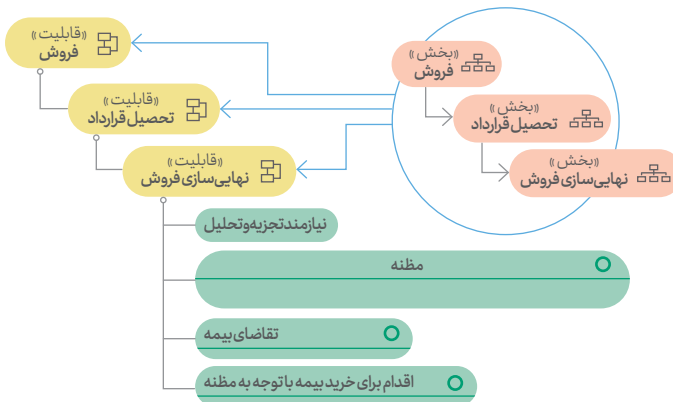 «قابلیت»
فروش
«بخش»
فروش
«قابلیت»
تحصیل قرارداد
«بخش»
تحصیل قرارداد
«قابلیت»
نهایی‌سازی فروش
«بخش»
نهایی‌سازی فروش
نیازمند تجزیه و تحلیل
مظنه
تقاضای بیمه
اقدام برای خرید بیمه با توجه به مظنه